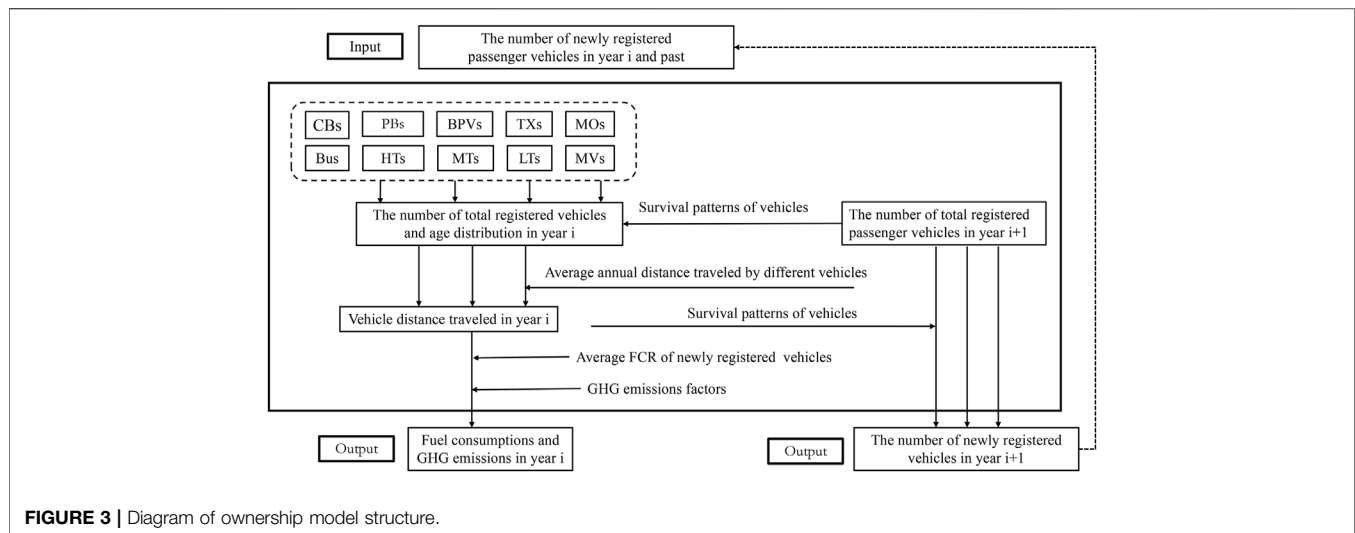 Input
The number of newly registered
passenger vehicles in year i and past
CBs
PBs
BPVs
TXs
MOs
Bus
HTs
MTs
LTs
MVs
The number of total registered vehicles
and age distribution in year i
Survival patterns of vehicles
The number of total registered
passenger vehicles in year i+1
Average annual distance traveled by different vehicles
Vehicle distance traveled in year i
Survival patterns of vehicles
Average FCR of newly registered vehicles
GHG emissions factors
Output
Fuel consumptions and
GHG emissions in year i
Output
The number of newly registered
vehicles in year i+1
FIGURE 3 | Diagram of ownership model structure.